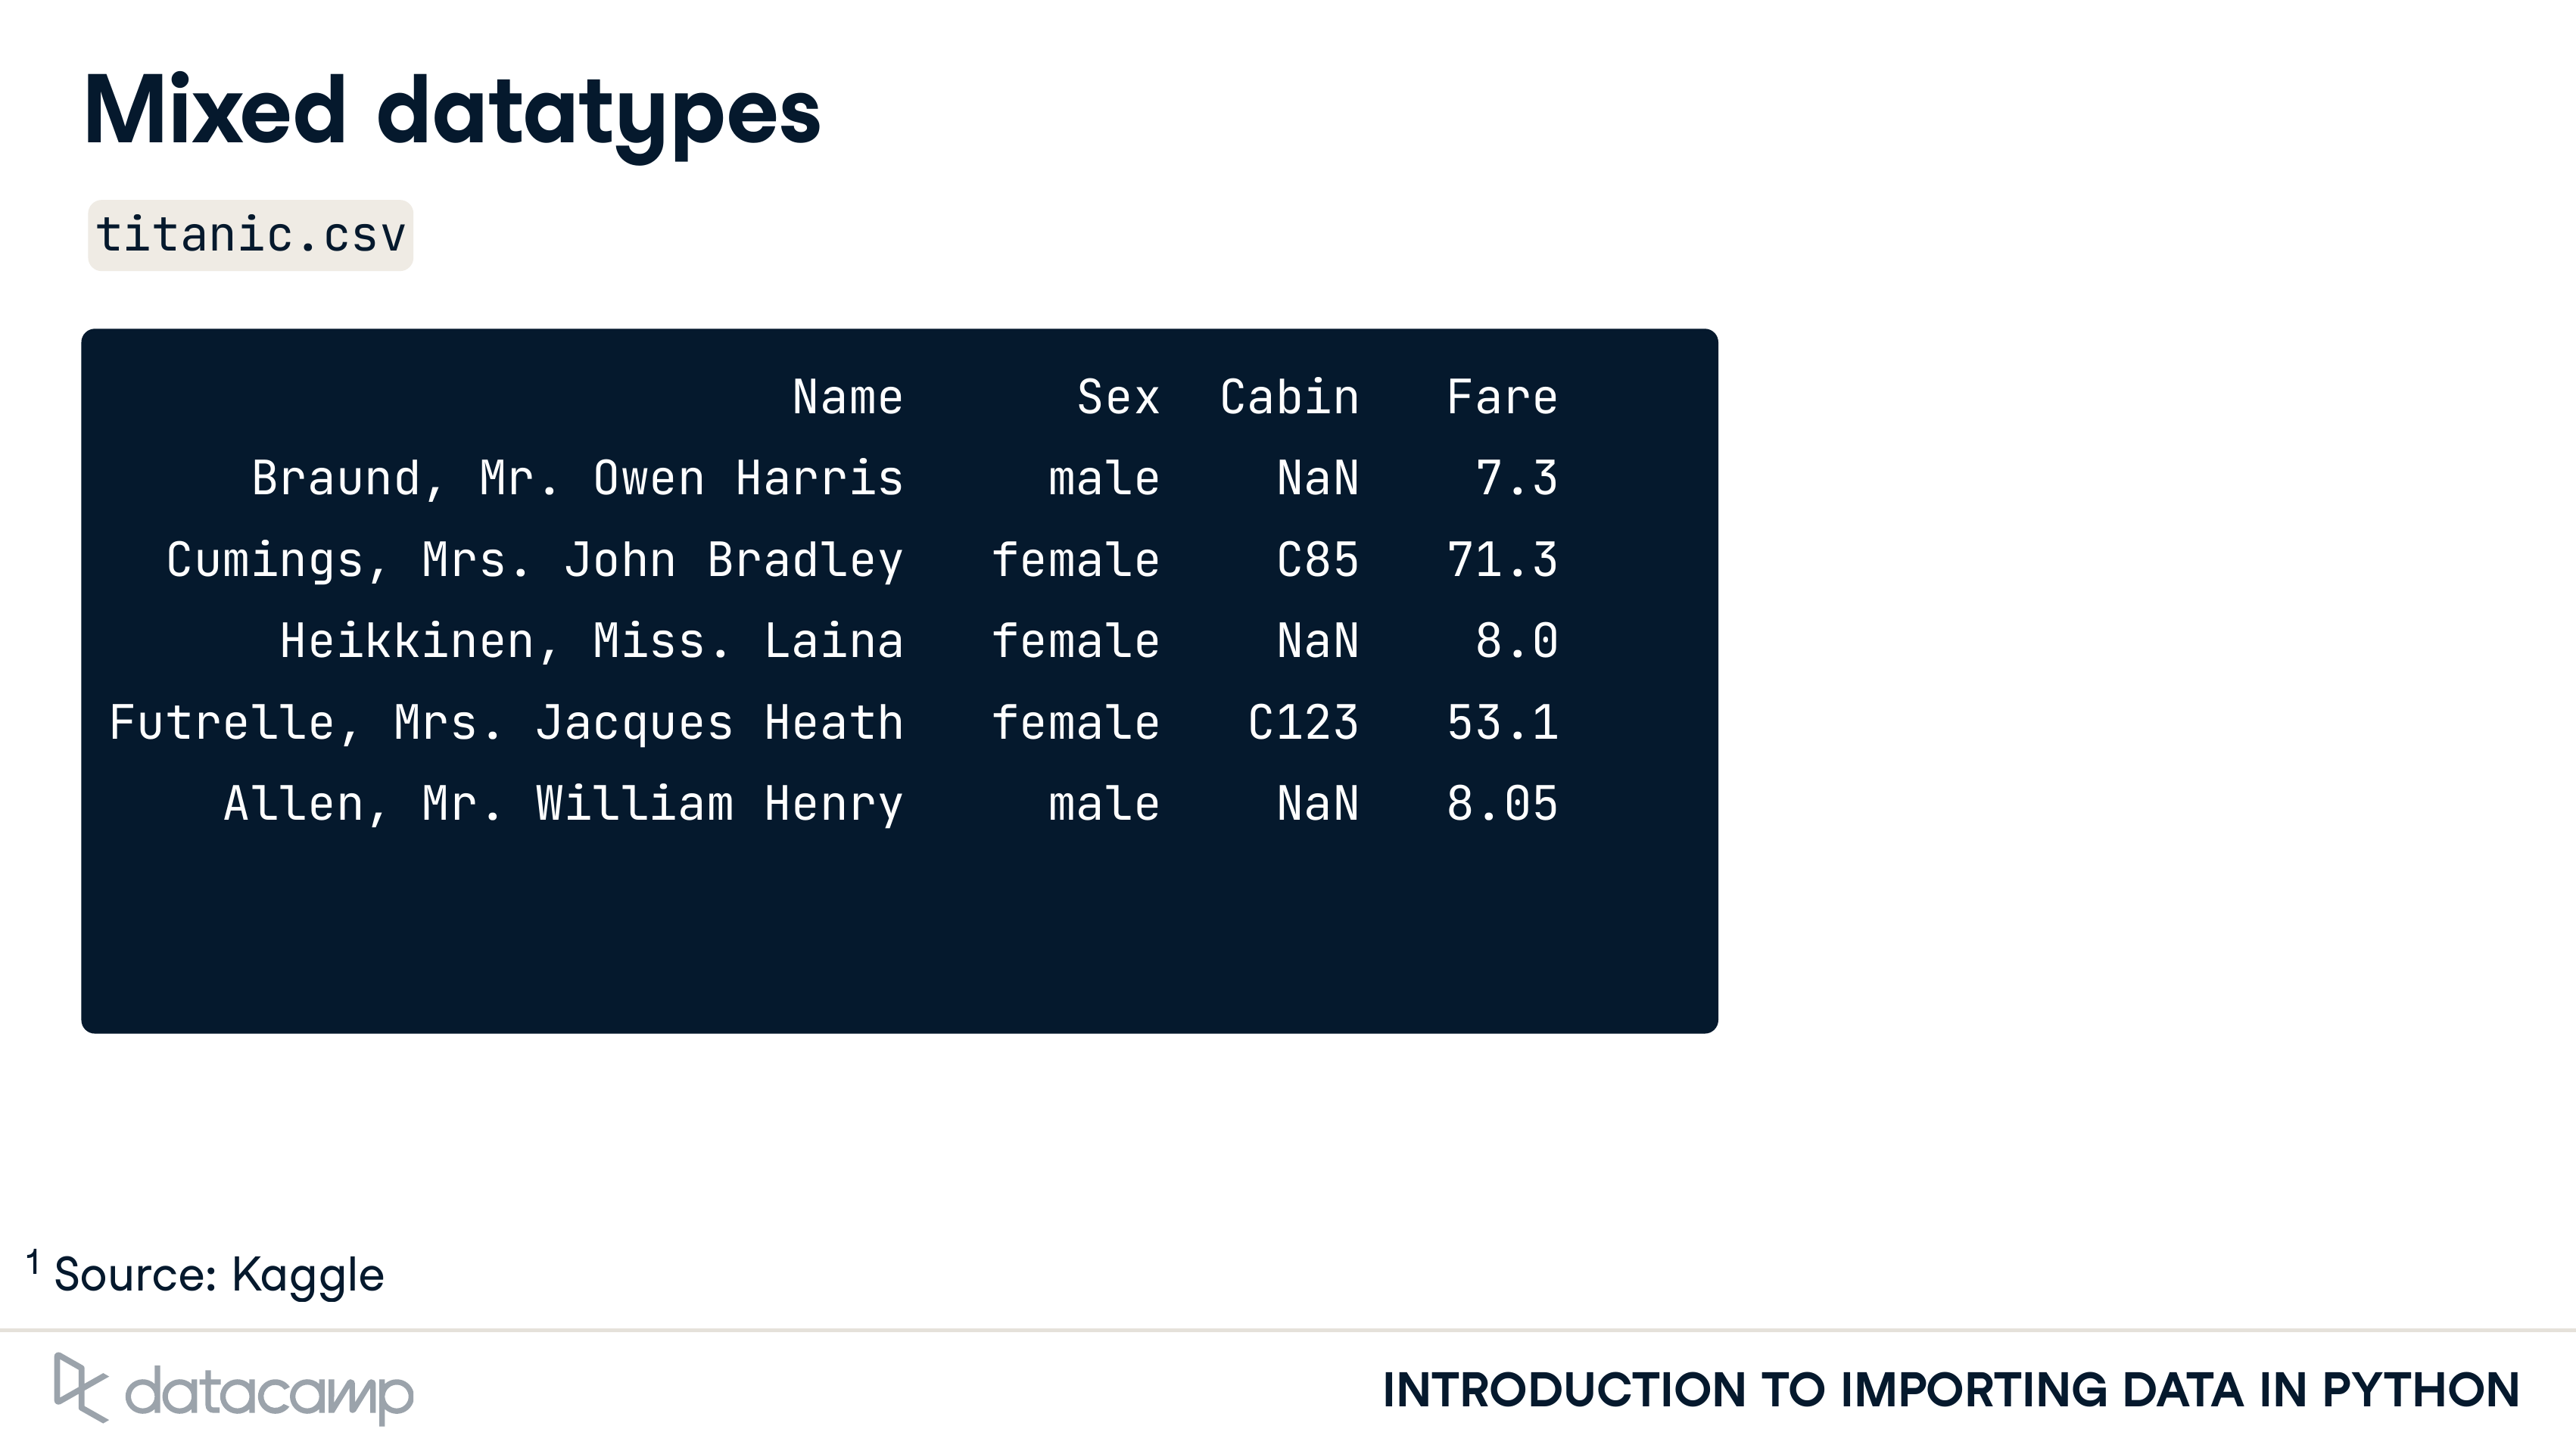 Mixed datatypes
titanic.csv
Name Sex Cabin Fare
Braund, Mr. Owen Harris male NaN 7.3
Cumings, Mrs. John Bradley female C85 71.3
Heikkinen, Miss. Laina female NaN 8.0
Futrelle, Mrs. Jacques Heath female C123 53.1
Allen, Mr. William Henry male NaN 8.05
1 Source: Kaggle
datacamp
INTRODUCTION TO IMPORTING DATA IN PYTHON